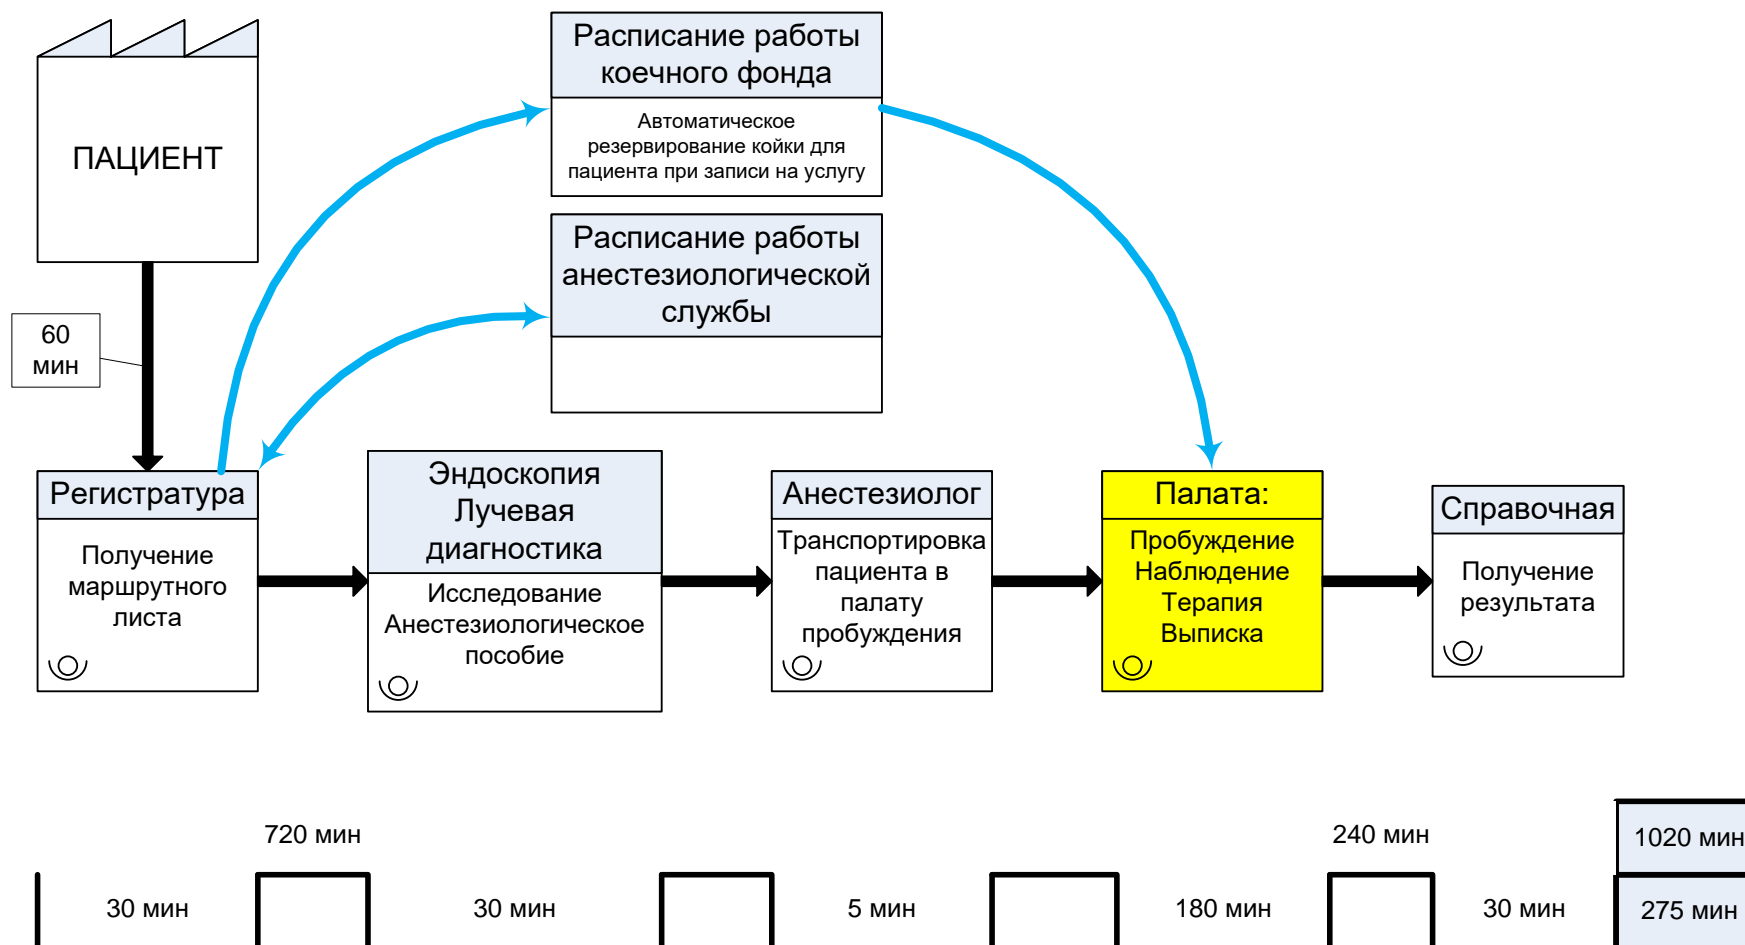 ПАЦИЕНТ
60
мин
Расписание работы
коечного фонда
Автоматическое
резервирование койки для
пациента при записи на услугу
Расписание работы
анестезиологической
службы
Регистратура
Получение
маршрутного
листа
Эндоскопия
Лучевая
диагностика
Исследование
Анестезиологическое
пособие
Анестезиолог
Транспортировка
пациента в
палату
пробуждения
Палата:
Пробуждение
Наблюдение
Терапия
Выписка
Справочная
Получение
результата
720 мин
240 мин
1020 мин
30 мин
30 мин
5 мин
180 мин
30 мин
275 мин